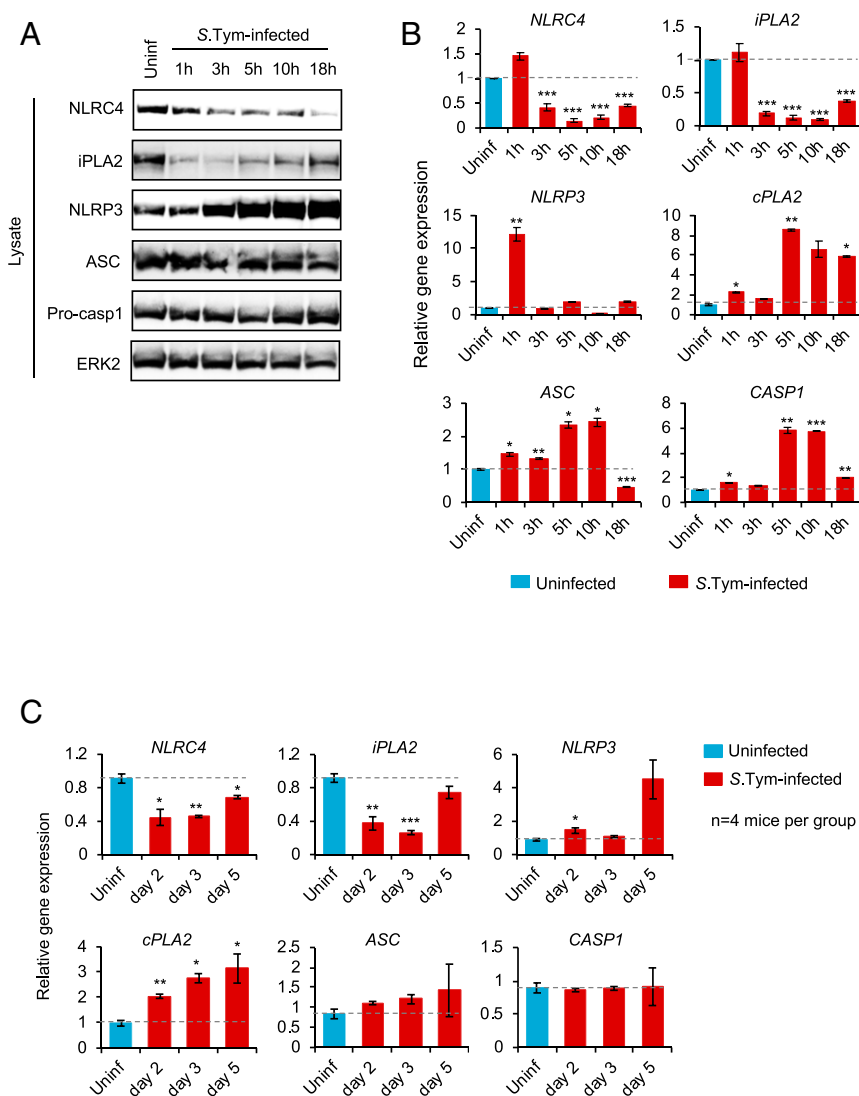 A
S.Tym-infected
Uninf 1h 3h 5h 10h 18h
Lysate
NLRC4
iPLA2
NLRP3
ASC
Pro-casp1
ERK2
B
Relative gene expression
NLRC4
2
1.5
1
0.5
0
*** *** *** ***
Uninf 1h 3h 5h 10h 18h
iPLA2
1.5
1
0.5
0
*** *** *** ***
Uninf 1h 3h 5h 10h 18h
NLRP3
15
12
9
6
3
0
**
Uninf 1h 3h 5h 10h 18h
cPLA2
10
8
6
4
2
0
* ** *
Uninf 1h 3h 5h 10h 18h
ASC
3
2
1
0
* ** * * ***
Uninf 1h 3h 5h 10h 18h
CASP1
8
6
4
2
0
* ** *** **
Uninf 1h 3h 5h 10h 18h
Uninfected S.Tym-infected
C
Relative gene expression
NLRC4
1.2
0.8
0.4
0
* ** *
Uninf day 2 day 3 day 5
iPLA2
1.2
0.8
0.4
0
** ***
Uninf day 2 day 3 day 5
NLRP3
6
4
2
0
*
Uninf day 2 day 3 day 5
Uninfected
S.Tym-infected
n=4 mice per group
cPLA2
4
3
2
1
0
** * *
Uninf day 2 day 3 day 5
ASC
2.5
2
1.5
1
0.5
0
Uninf day 2 day 3 day 5
CASP1
1.5
1
0.5
0
Uninf day 2 day 3 day 5